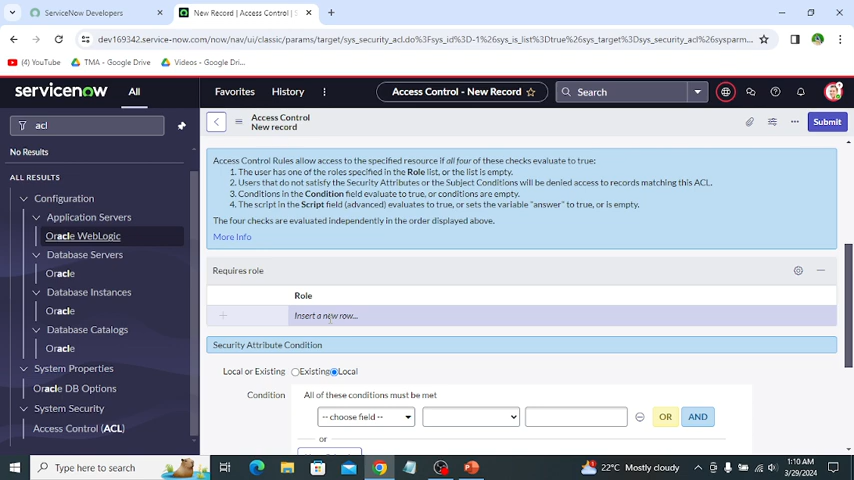 ServiceNow Developers
New Record | Access Control | S
dev169342.service-now.com/now/nav/ui/classic/params/target/sys_security_acl.do%3Fsys_id%3D-1%26sys_is_list%3Dtrue%26sys_target%3Dsys_security_acl%26sysparm...
(4) YouTube
TMA - Google Drive
Videos - Google Dri...
servicenow
All
Favorites
History
Access Control - New Record
Search
acl
Access Control
New record
Submit
No Results
ALL RESULTS
Configuration
Application Servers
Oracle WebLogic
Database Servers
Oracle
Database Instances
Oracle
Database Catalogs
Oracle
System Properties
Oracle DB Options
System Security
Access Control (ACL)
Access Control Rules allow access to the specified resource if all four of these checks evaluate to true:
1. The user has one of the roles specified in the Role list, or the list is empty.
2. Users that do not satisfy the Security Attributes or the Subject Conditions will be denied access to records matching this ACL.
3. Conditions in the Condition field evaluate to true, or conditions are empty.
4. The script in the Script field (advanced) evaluates to true, or sets the variable "answer" to true, or is empty.
The four checks are evaluated independently in the order displayed above.
More Info
Requires role
Role
Insert a new row...
Security Attribute Condition
Local or Existing
Existing
Local
Condition
All of these conditions must be met
-- choose field --
OR
AND
or
Type here to search
22°C Mostly cloudy
1:10 AM
3/29/2024